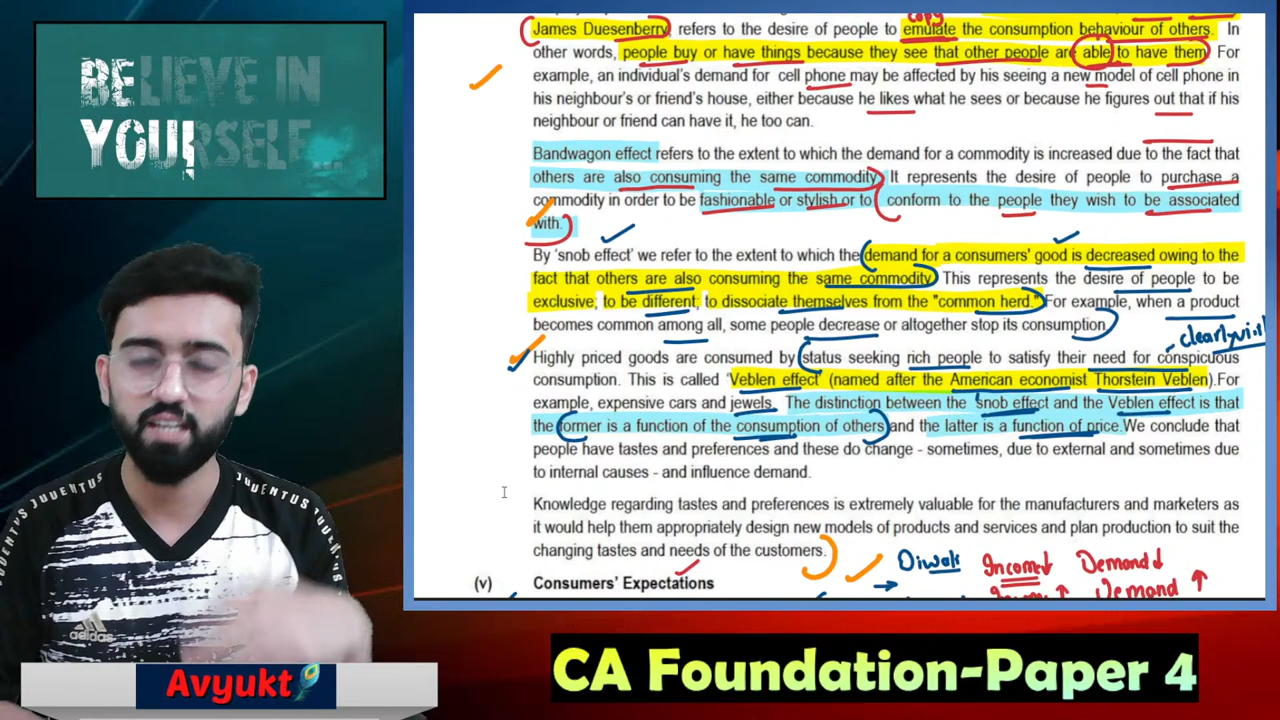 BELIEVE IN
YOURSELF...
copy
James Duesenberry, refers to the desire of people to emulate the consumption behaviour of others. In
other words, people buy or have things because they see that other people are able to have them. For
example, an individual's demand for cell phone may be affected by his seeing a new model of cell phone in
his neighbour's or friend's house, either because he likes what he sees or because he figures out that if his
neighbour or friend can have it, he too can.
Bandwagon effect refers to the extent to which the demand for a commodity is increased due to the fact that
others are also consuming the same commodity. It represents the desire of people to purchase a
commodity in order to be fashionable or stylish or to conform to the people they wish to be associated
with.
By 'snob effect' we refer to the extent to which the demand for a consumers' good is decreased owing to the
fact that others are also consuming the same commodity. This represents the desire of people to be
exclusive; to be different; to dissociate themselves from the "common herd." For example, when a product
becomes common among all, some people decrease or altogether stop its consumption.
Highly priced goods are consumed by status seeking rich people to satisfy their need for conspicuous
consumption. This is called 'Veblen effect' (named after the American economist Thorstein Veblen).For
example, expensive cars and jewels. The distinction between the 'snob effect and the Veblen effect is that
the former is a function of the consumption of others and the latter is a function of price.We conclude that
people have tastes and preferences and these do change - sometimes, due to external and sometimes due
to internal causes - and influence demand.
Knowledge regarding tastes and preferences is extremely valuable for the manufacturers and marketers as
it would help them appropriately design new models of products and services and plan production to suit the
changing tastes and needs of the customers.
Diwali Income↓ Demand↓
(v) Consumers' Expectations
Demand ↑
JUVENTUS
JUVENTUS
adidas
Avyukt
CA Foundation-Paper 4